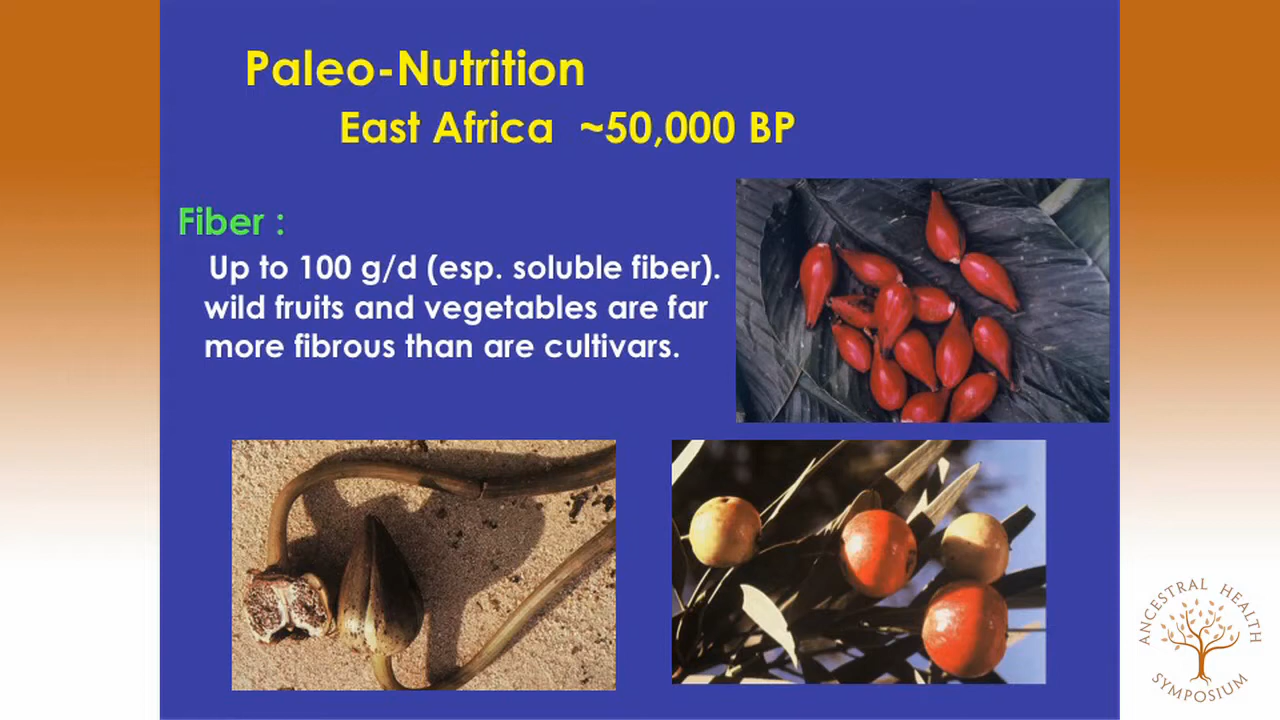 Paleo-Nutrition
East Africa ~50,000 BP
Fiber :
Up to 100 g/d (esp. soluble fiber).
wild fruits and vegetables are far
more fibrous than are cultivars.
ANCESTRAL HEALTH
SYMPOSIUM